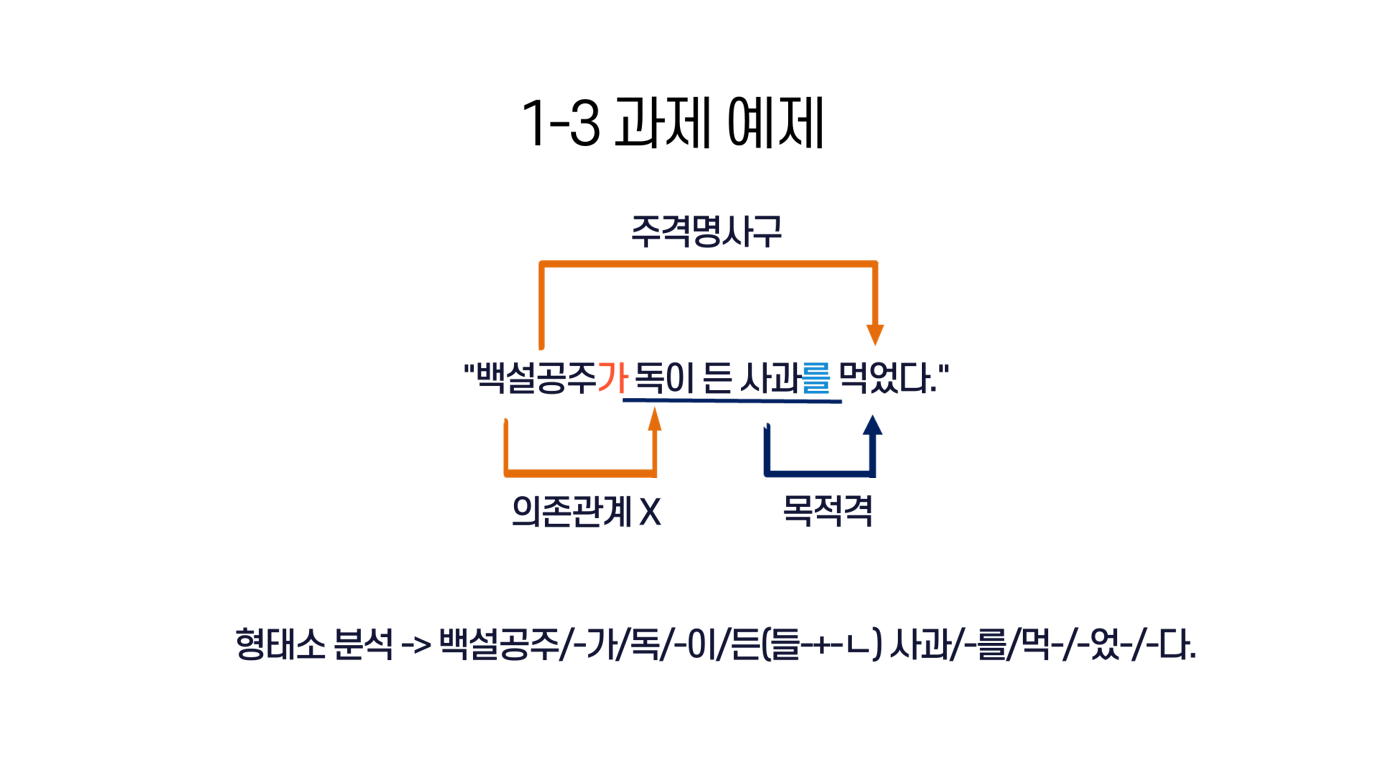 1-3 과제 예제
주격명사구
"백설공주가 독이 든 사과를 먹었다."
의존관계 X
목적격
형태소 분석 -> 백설공주/-가/독/-이/든(들-+-ㄴ) 사과/-를/먹-/-었-/-다.